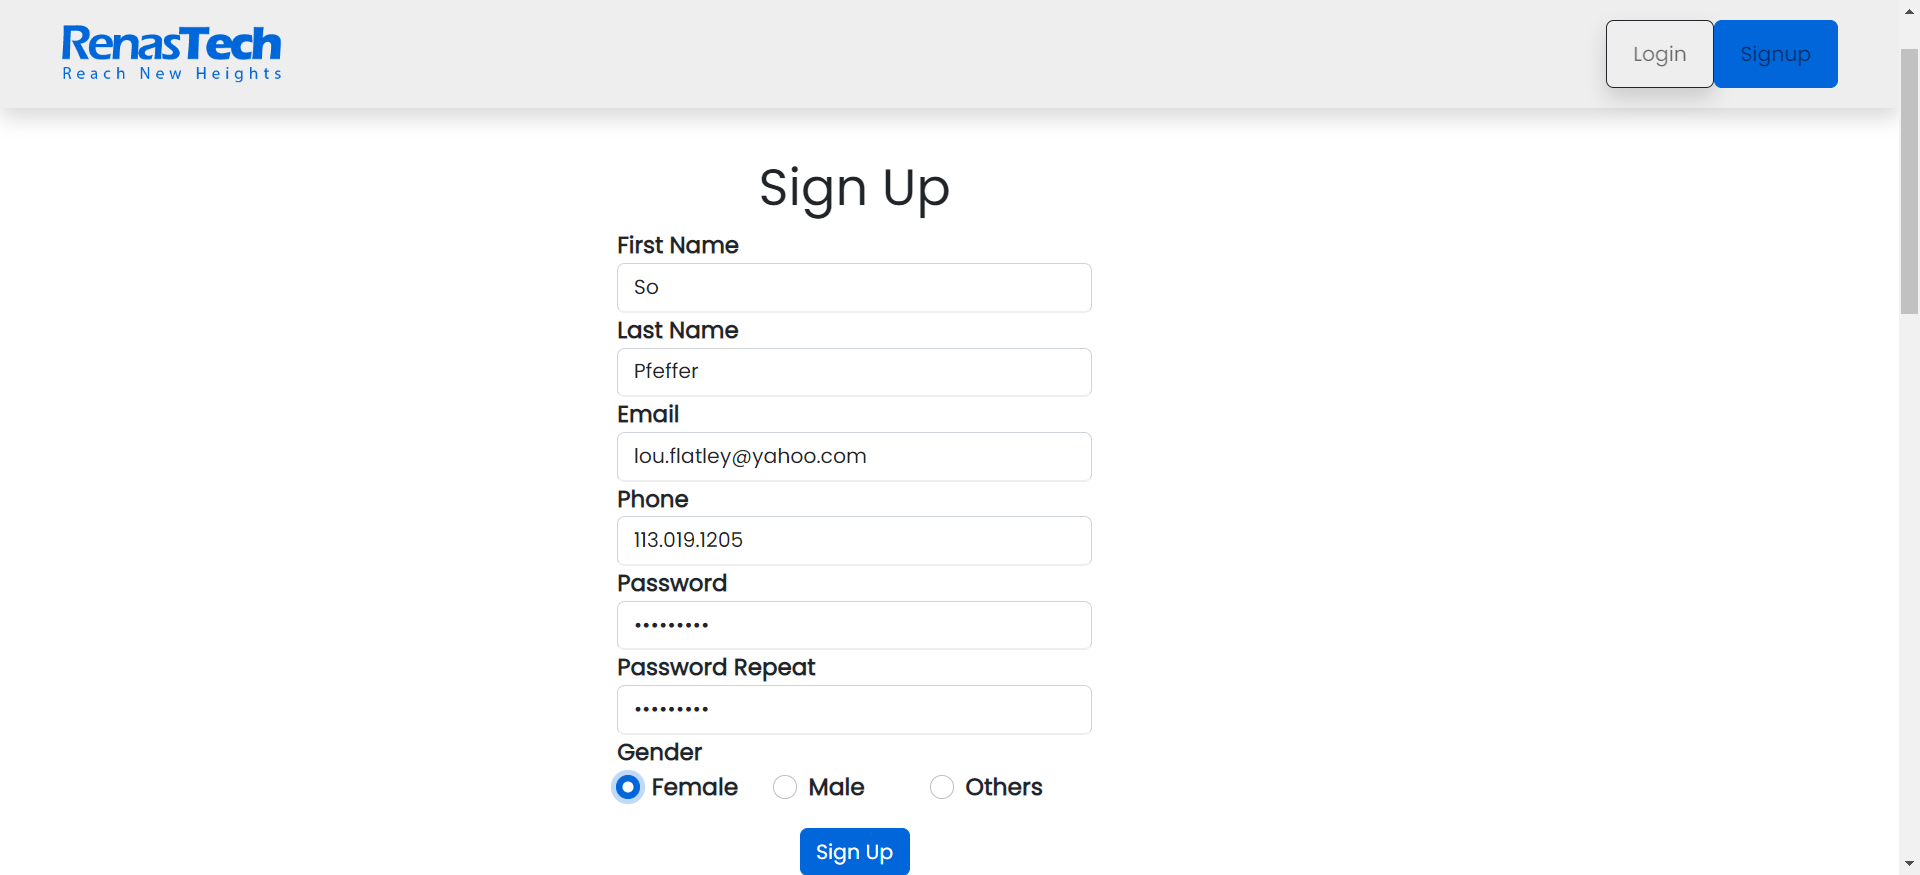 RenasTech
Reach New Heights
Login Signup
Sign Up
First Name
So
Last Name
Pfeffer
Email
lou.flatley@yahoo.com
Phone
113.019.1205
Password
•••••••••
Password Repeat
•••••••••
Gender
Female Male Others
Sign Up